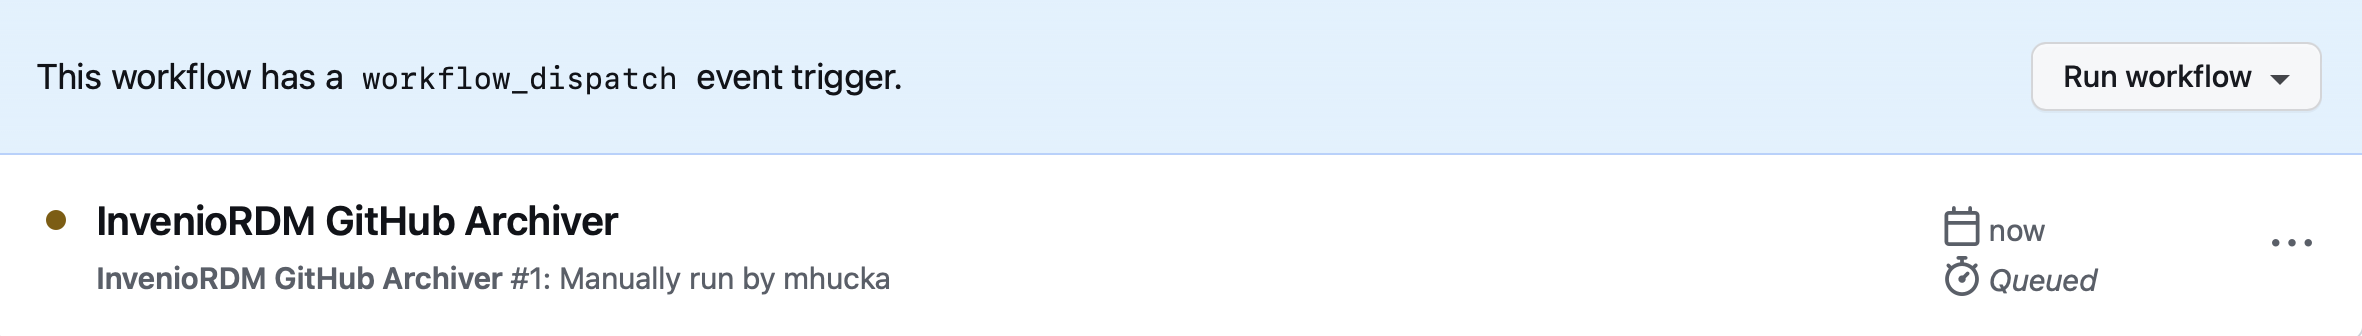 This workflow has a workflow_dispatch event trigger.
Run workflow
InvenioRDM GitHub Archiver
now
InvenioRDM GitHub Archiver #1: Manually run by mhucka
Queued